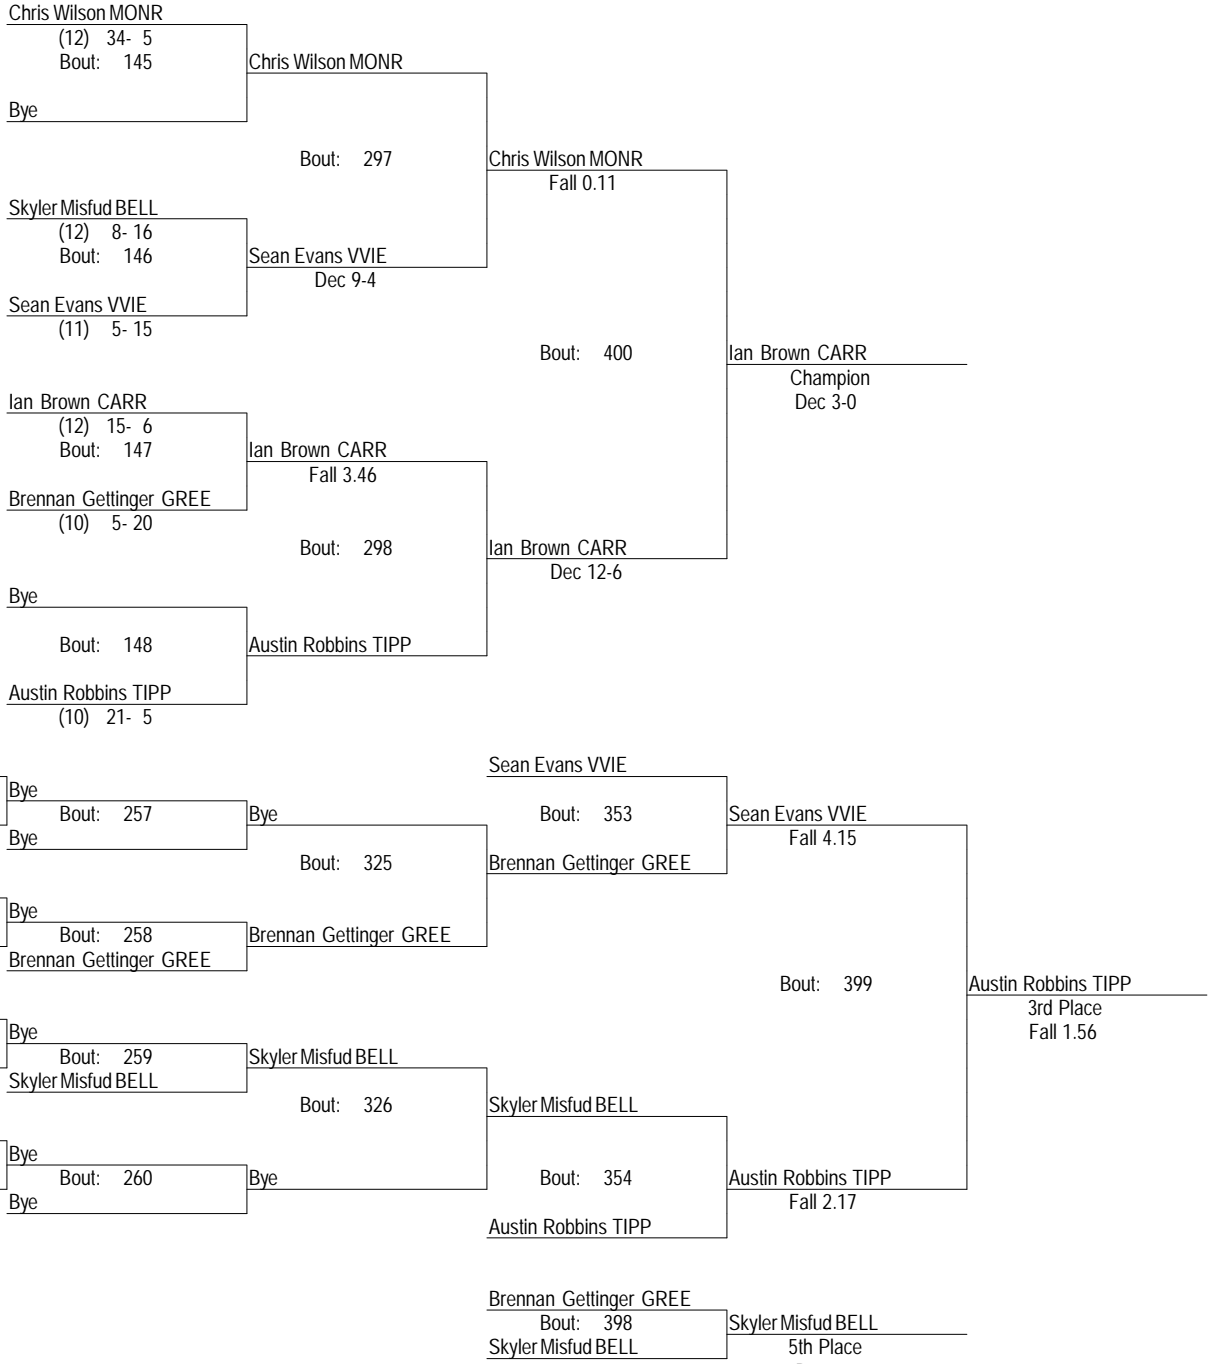 Chris Wilson MONR
(12) 34- 5
Bout: 145
Chris Wilson MONR
Bye
Bout: 297
Chris Wilson MONR
Fall 0.11
Skyler Misfud BELL
(12) 8- 16
Bout: 146
Sean Evans VVIE
Dec 9-4
Sean Evans VVIE
(11) 5- 15
Bout: 400
Ian Brown CARR
Champion
Dec 3-0
Ian Brown CARR
(12) 15- 6
Bout: 147
Ian Brown CARR
Fall 3.46
Brennan Gettinger GREE
(10) 5- 20
Bout: 298
Ian Brown CARR
Dec 12-6
Bye
Bout: 148
Austin Robbins TIPP
Austin Robbins TIPP
(10) 21- 5
Sean Evans VVIE
Bye
Bout: 257
Bye
Bout: 353
Sean Evans VVIE
Fall 4.15
Bye
Bout: 325
Brennan Gettinger GREE
Bye
Bout: 258
Brennan Gettinger GREE
Brennan Gettinger GREE
Bout: 399
Austin Robbins TIPP
3rd Place
Fall 1.56
Bye
Bout: 259
Skyler Misfud BELL
Skyler Misfud BELL
Bout: 326
Skyler Misfud BELL
Bye
Bout: 260
Bye
Bout: 354
Austin Robbins TIPP
Fall 2.17
Bye
Austin Robbins TIPP
Brennan Gettinger GREE
Bout: 398
Skyler Misfud BELL
Skyler Misfud BELL
5th Place